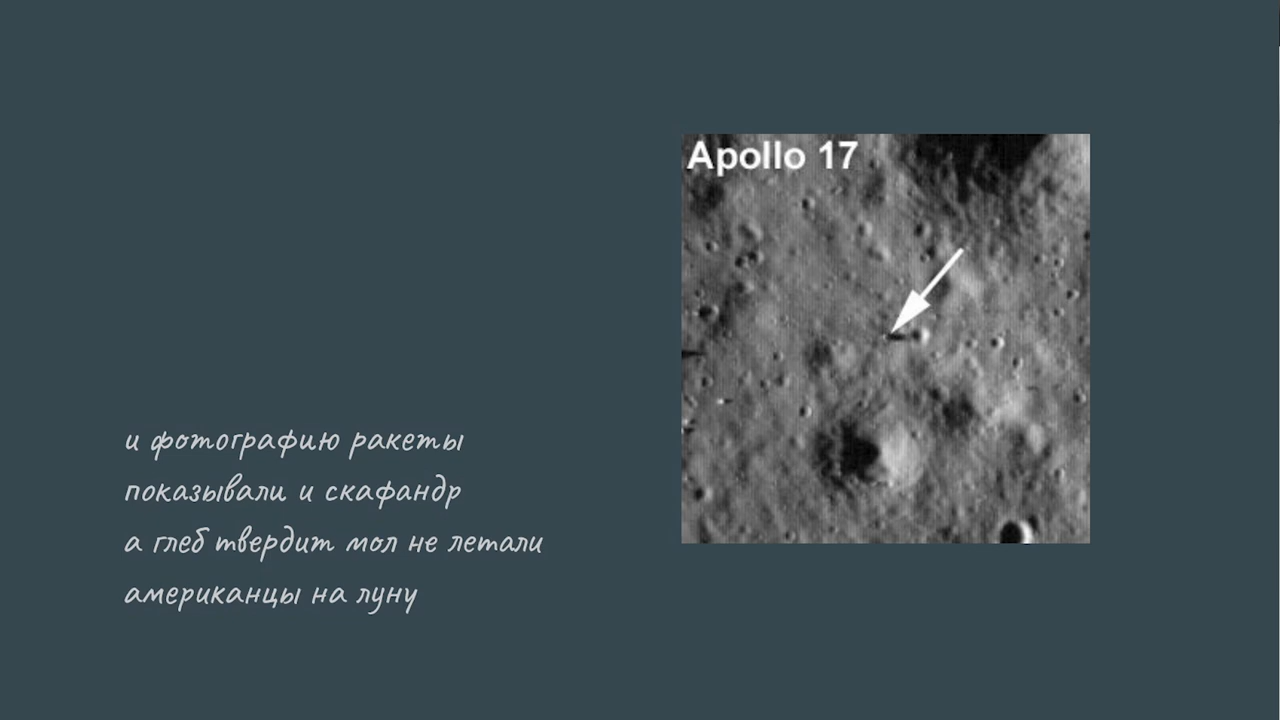 Apollo 17
и фотографию ракеты
показывали и скафандр
а глеб твердит мол не летали
американцы на луну